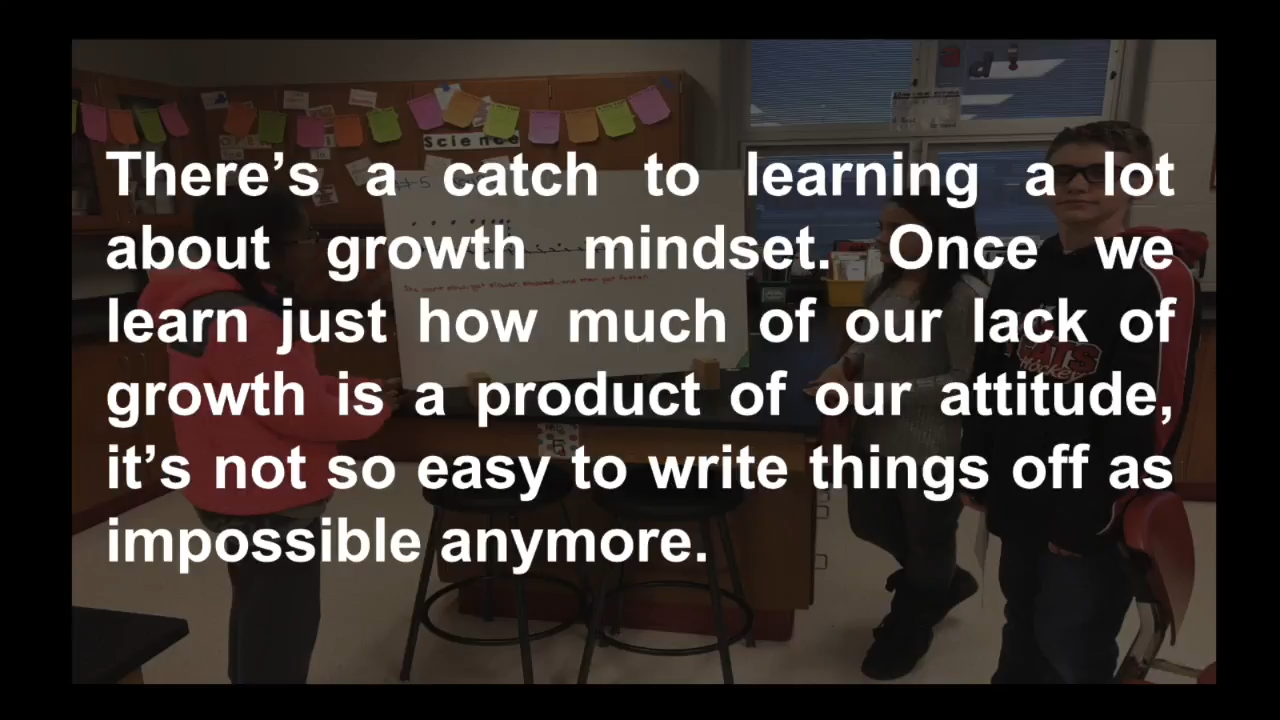 Science
There’s a catch to learning a lot
about growth mindset. Once we
learn just how much of our lack of
growth is a product of our attitude,
it’s not so easy to write things off as
impossible anymore.